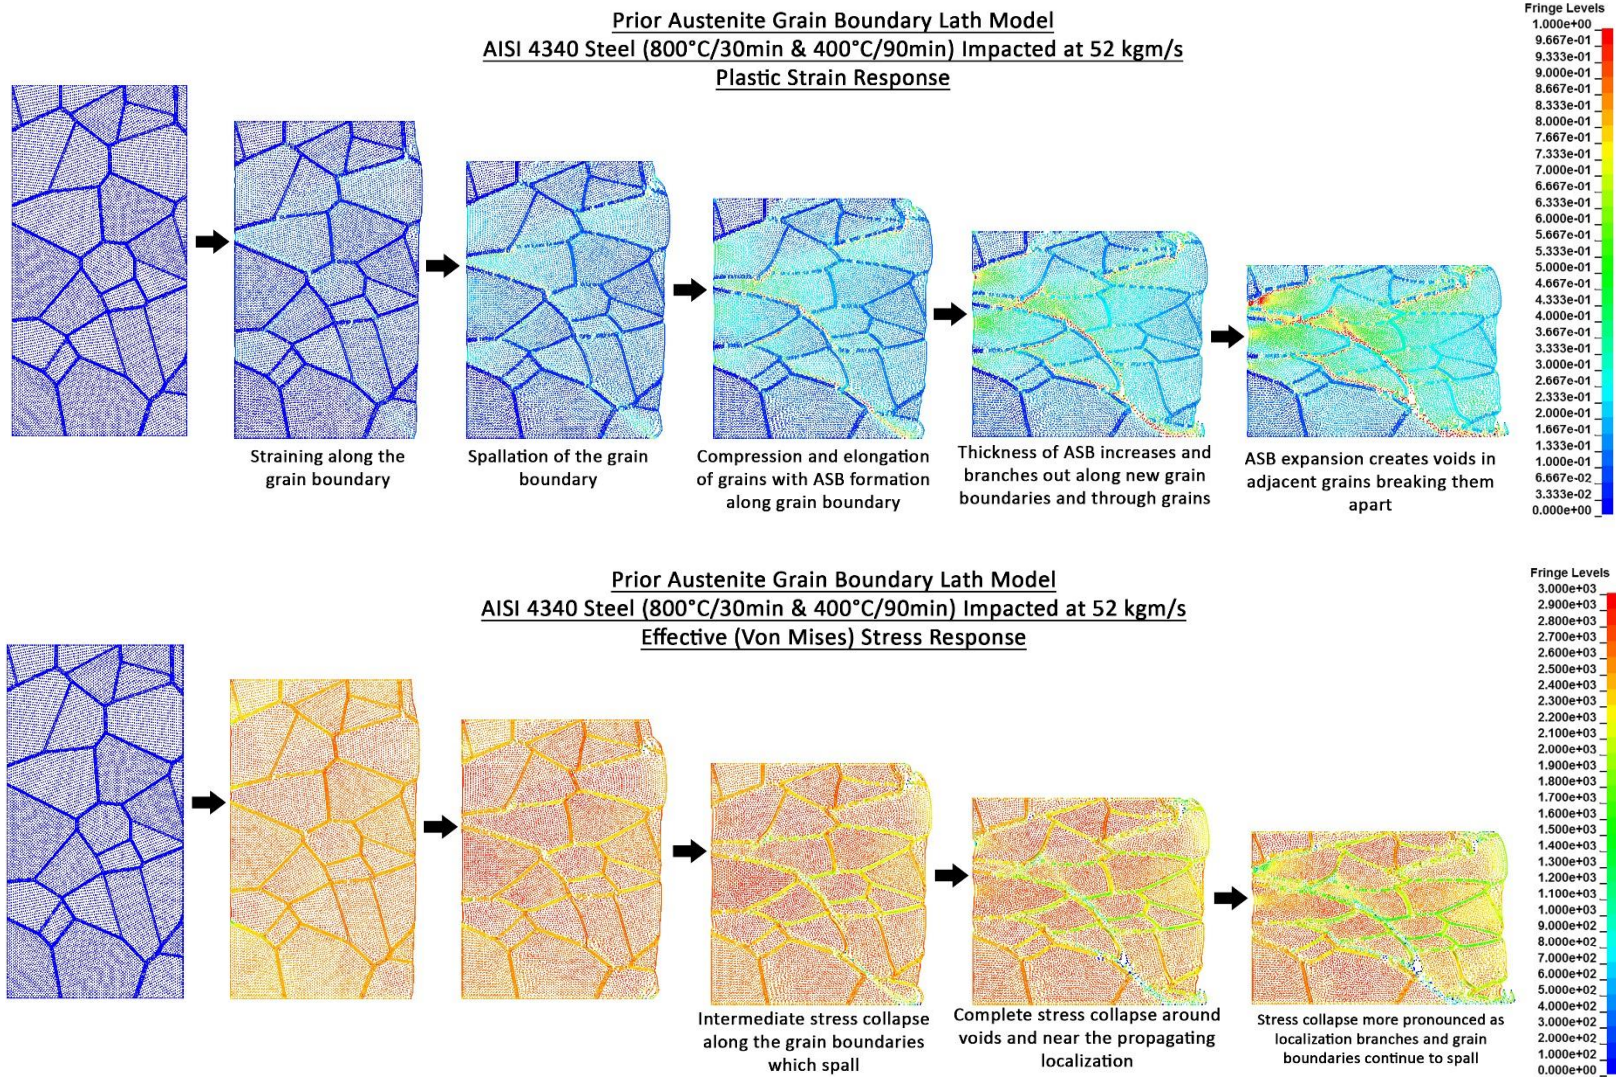 Prior Austenite Grain Boundary Lath Model
AISI 4340 Steel (800°C/30min & 400°C/90min) Impacted at 52 kgm/s
Plastic Strain Response
Fringe Levels
1.000e+00
9.667e-01
9.333e-01
9.000e-01
8.667e-01
8.333e-01
8.000e-01
7.667e-01
7.333e-01
7.000e-01
6.667e-01
6.333e-01
6.000e-01
5.667e-01
5.333e-01
5.000e-01
4.667e-01
4.333e-01
4.000e-01
3.667e-01
3.333e-01
3.000e-01
2.667e-01
2.333e-01
2.000e-01
1.667e-01
1.333e-01
1.000e-01
6.667e-02
3.333e-02
0.000e+00
Straining along the
grain boundary
Spallation of the grain
boundary
Compression and elongation
of grains with ASB formation
along grain boundary
Thickness of ASB increases and
branches out along new grain
boundaries and through grains
ASB expansion creates voids in
adjacent grains breaking them
apart
Prior Austenite Grain Boundary Lath Model
AISI 4340 Steel (800°C/30min & 400°C/90min) Impacted at 52 kgm/s
Effective (Von Mises) Stress Response
Fringe Levels
3.000e+03
2.900e+03
2.800e+03
2.700e+03
2.600e+03
2.500e+03
2.400e+03
2.300e+03
2.200e+03
2.100e+03
2.000e+03
1.900e+03
1.800e+03
1.700e+03
1.600e+03
1.500e+03
1.400e+03
1.300e+03
1.200e+03
1.100e+03
1.000e+03
9.000e+02
8.000e+02
7.000e+02
6.000e+02
5.000e+02
4.000e+02
3.000e+02
2.000e+02
1.000e+02
0.000e+00
Intermediate stress collapse
along the grain boundaries
which spall
Complete stress collapse around
voids and near the propagating
localization
Stress collapse more pronounced as
localization branches and grain
boundaries continue to spall